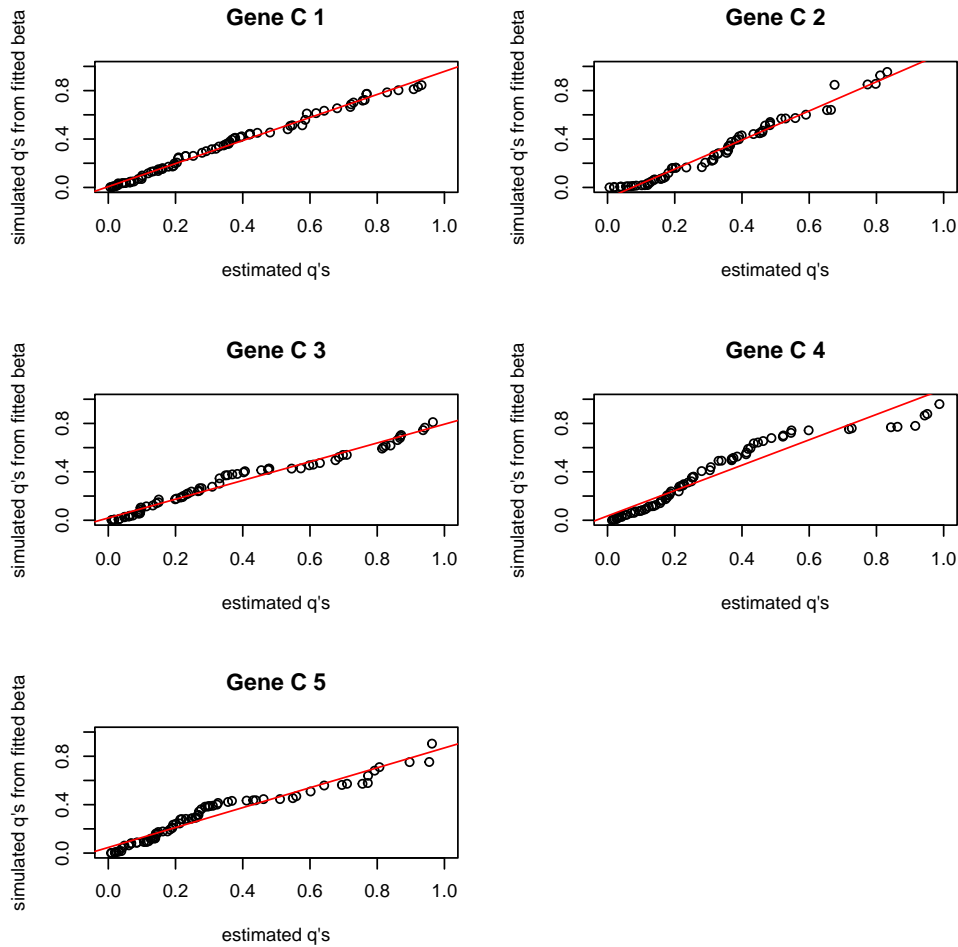 Gene C 1
simulated q's from fitted beta
0.0 0.4 0.8
0.0 0.2 0.4 0.6 0.8 1.0
estimated q's
Gene C 2
simulated q's from fitted beta
0.0 0.4 0.8
0.0 0.2 0.4 0.6 0.8 1.0
estimated q's
Gene C 3
simulated q's from fitted beta
0.0 0.4 0.8
0.0 0.2 0.4 0.6 0.8 1.0
estimated q's
Gene C 4
simulated q's from fitted beta
0.0 0.4 0.8
0.0 0.2 0.4 0.6 0.8 1.0
estimated q's
Gene C 5
simulated q's from fitted beta
0.0 0.4 0.8
0.0 0.2 0.4 0.6 0.8 1.0
estimated q's